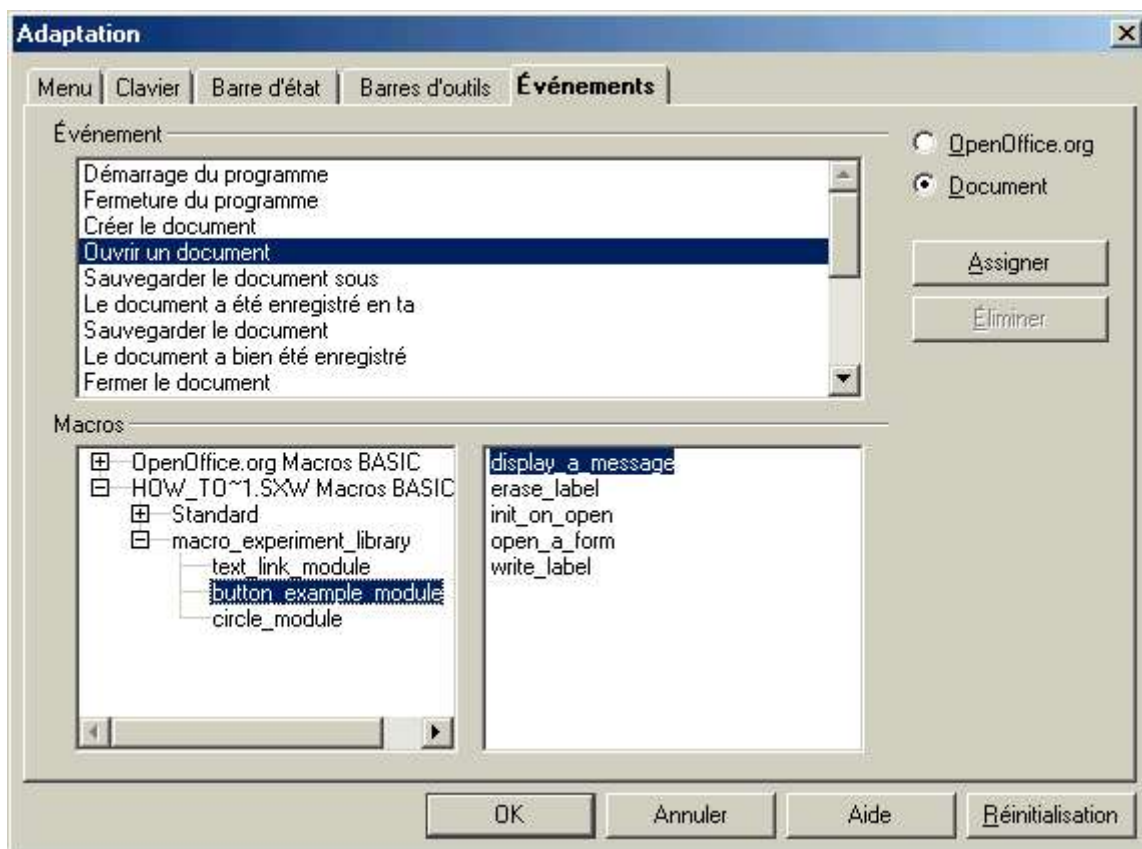 Adaptation
Menu Clavier Barre d'état Barres d'outils Événements
Événement
OpenOffice.org
Document
Démarrage du programme
Fermeture du programme
Créer le document
Ouvrir un document
Sauvegarder le document sous
Le document a été enregistré en ta
Sauvegarder le document
Le document a bien été enregistré
Fermer le document
Assigner
Éliminer
Macros
OpenOffice.org Macros BASIC
HOW_TO~1.SXW Macros BASIC
Standard
macro_experiment_library
text_link_module
button_example_module
circle_module
display_a_message
erase_label
init_on_open
open_a_form
write_label
OK Annuler Aide Réinitialisation